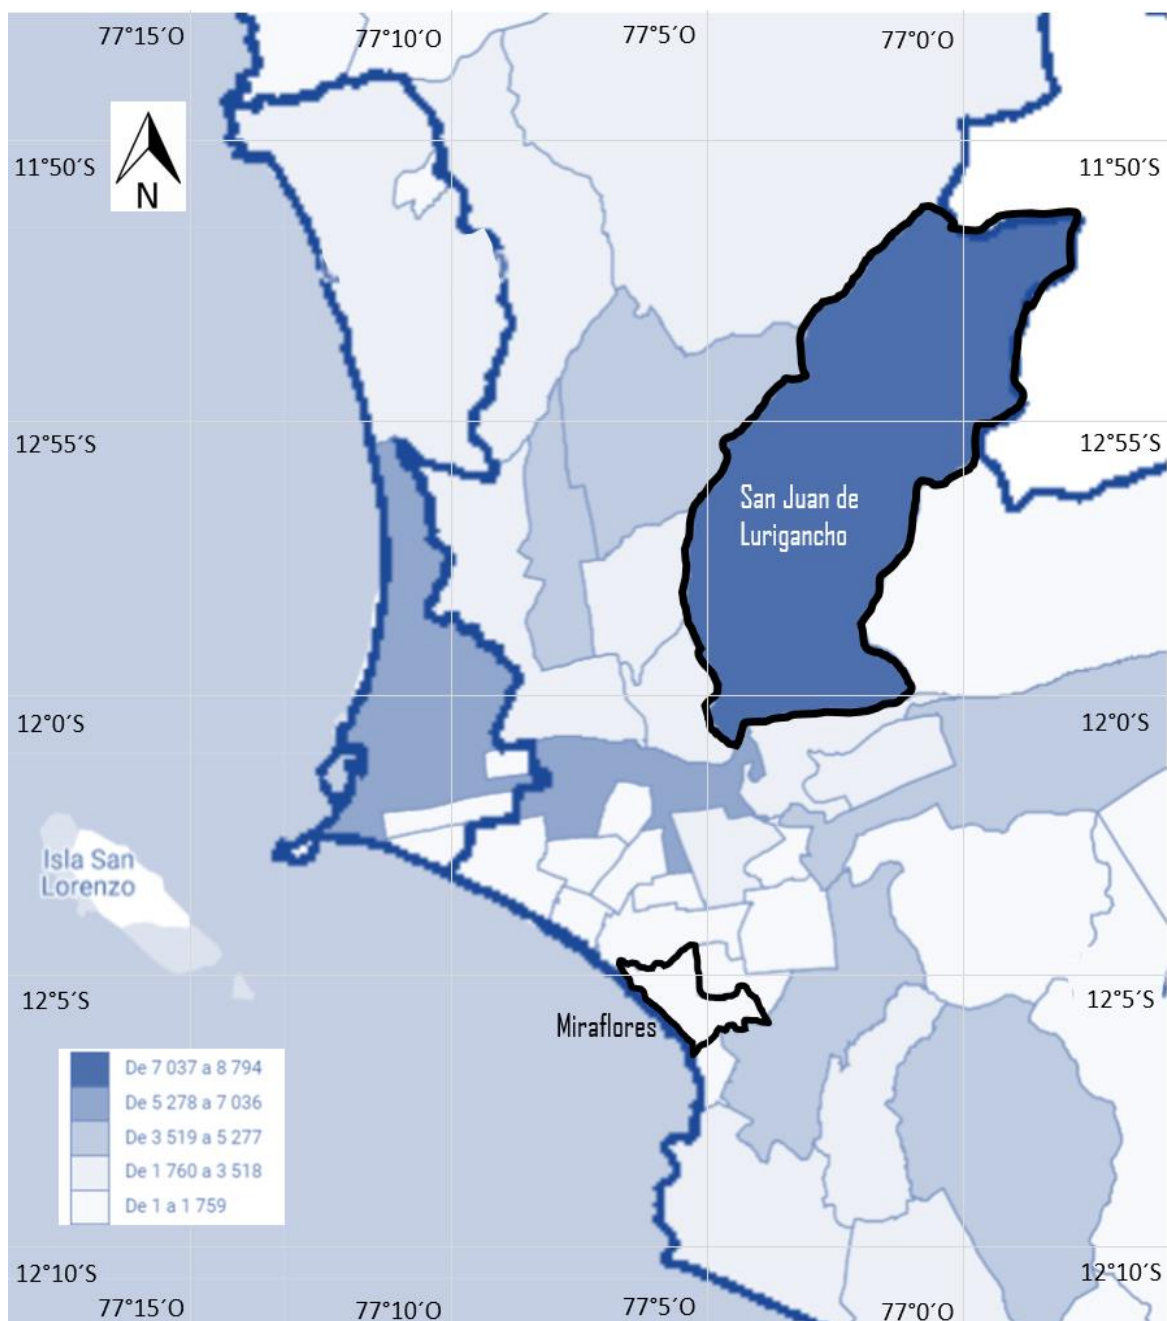 77°15´O 77°10´O 77°5´O 77°0´O
N
11°50´S 11°50´S
12°55´S 12°55´S
San Juan de
Lurigancho
12°0´S 12°0´S
Isla San
Lorenzo
12°5´S 12°5´S
Miraflores
De 7 037 a 8 794
De 5 278 a 7 036
De 3 519 a 5 277
De 1 760 a 3 518
De 1 a 1 759
12°10´S 12°10´S
77°15´O 77°10´O 77°5´O 77°0´O